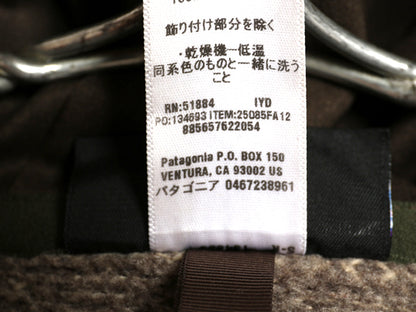 飾り付け部分を除く
・乾燥機ー低温
同系色のものと一緒に洗う
こと
RN:51884 IYD
PO:134693 ITEM:25085FA12
885657622054
Patagonia P.O. BOX 150
VENTURA, CA 93002 US
パタゴニア 0467238961